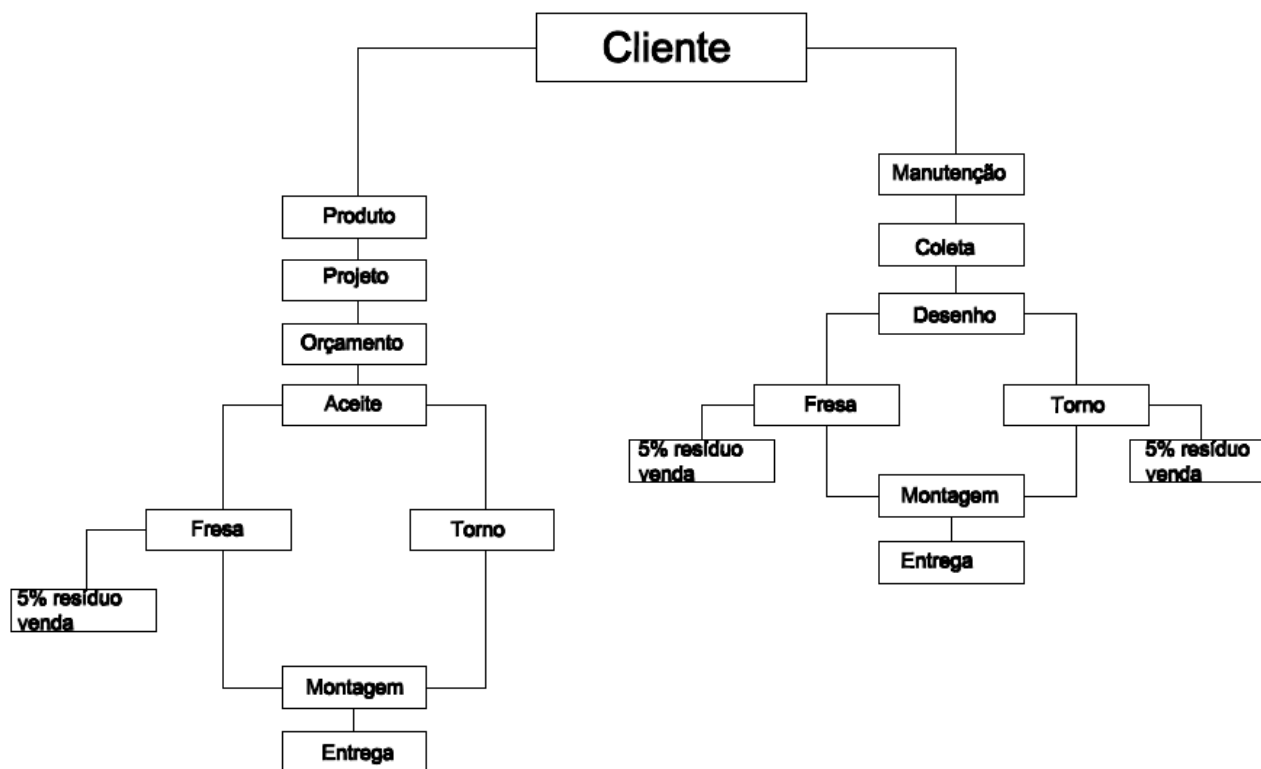 Cliente
Produto
Projeto
Orçamento
Aceite
Fresa
Torno
5% resíduo
venda
Montagem
Entrega
Manutenção
Coleta
Desenho
Fresa
Torno
5% resíduo
venda
5% resíduo
venda
Montagem
Entrega